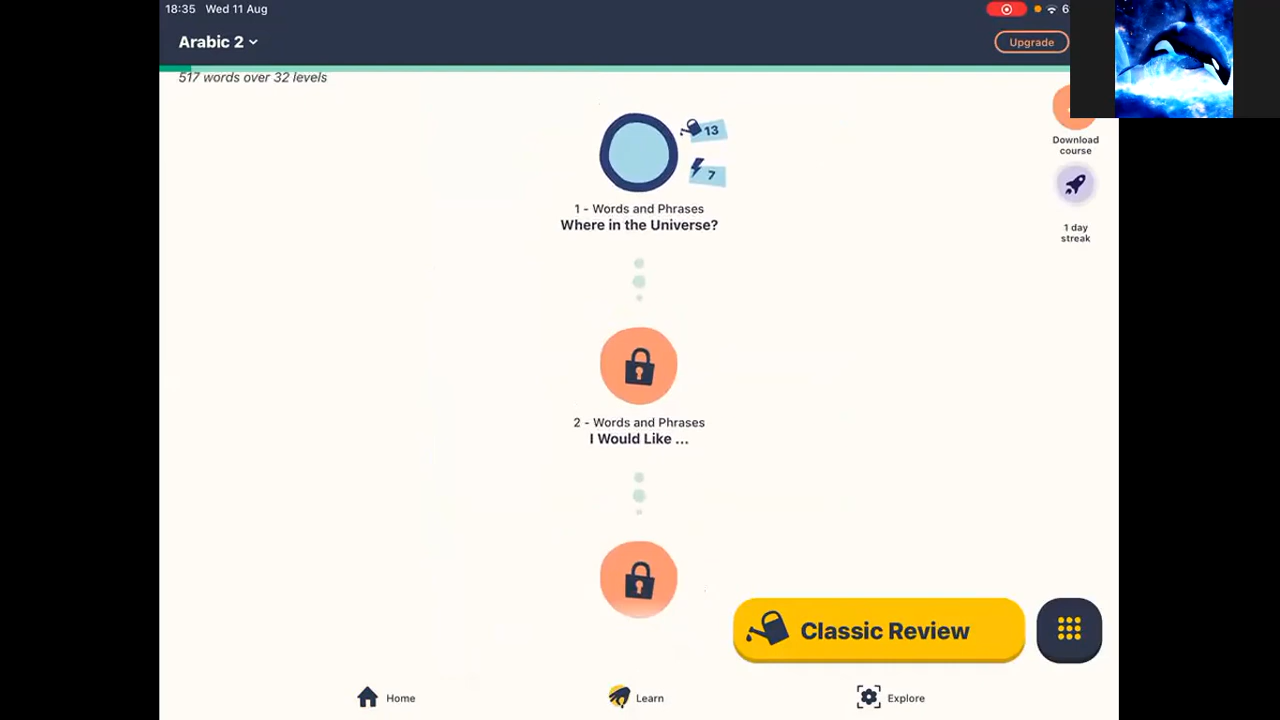 18:35 Wed 11 Aug
6
Arabic 2
Upgrade
517 words over 32 levels
13
7
1 - Words and Phrases
Where in the Universe?
Download
course
1 day
streak
2 - Words and Phrases
I Would Like ...
Classic Review
Home
Learn
Explore